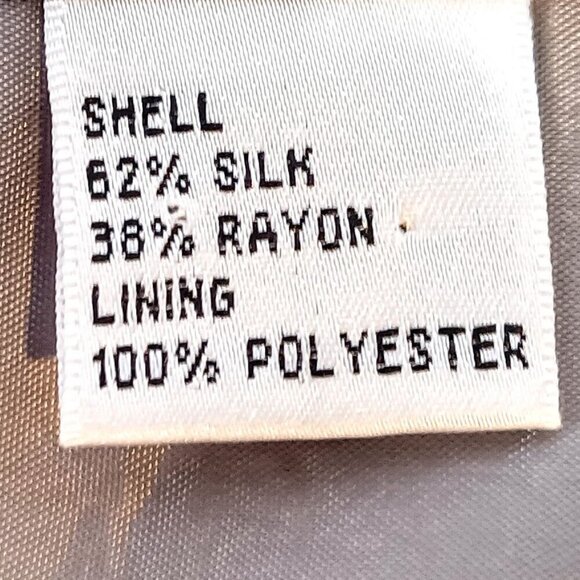 SHELL
62% SILK
38% RAYON
LINING
100% POLYESTER